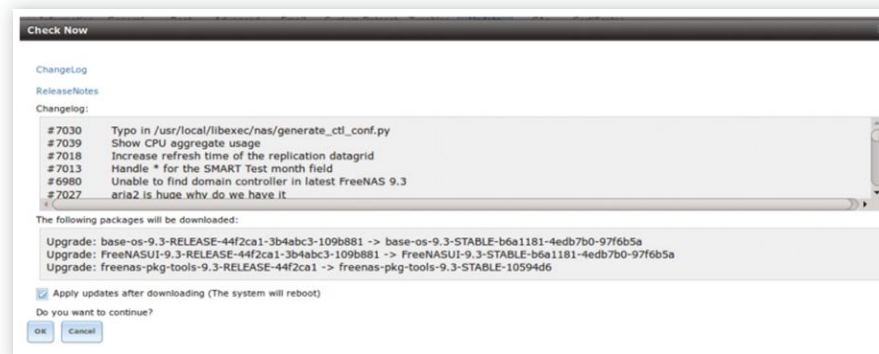 Check Now
ChangeLog
ReleaseNotes
Changelog:
#7030 Typo in /usr/local/libexec/nas/generate_ctl_conf.py
#7039 Show CPU aggregate usage
#7018 Increase refresh time of the replication datagrid
#7013 Handle * for the SMART Test month field
#6980 Unable to find domain controller in latest FreeNAS 9.3
#7027 aria2 is huge why do we have it
The following packages will be downloaded:
Upgrade: base-os-9.3-RELEASE-44f2ca1-3b4abc3-109b881 -> base-os-9.3-STABLE-b6a1181-4edb7b0-97f6b5a
Upgrade: FreeNASUI-9.3-RELEASE-44f2ca1-3b4abc3-109b881 -> FreeNASUI-9.3-STABLE-b6a1181-4edb7b0-97f6b5a
Upgrade: freenas-pkg-tools-9.3-RELEASE-44f2ca1 -> freenas-pkg-tools-9.3-STABLE-10594d6
Apply updates after downloading (The system will reboot)
Do you want to continue?
OK Cancel